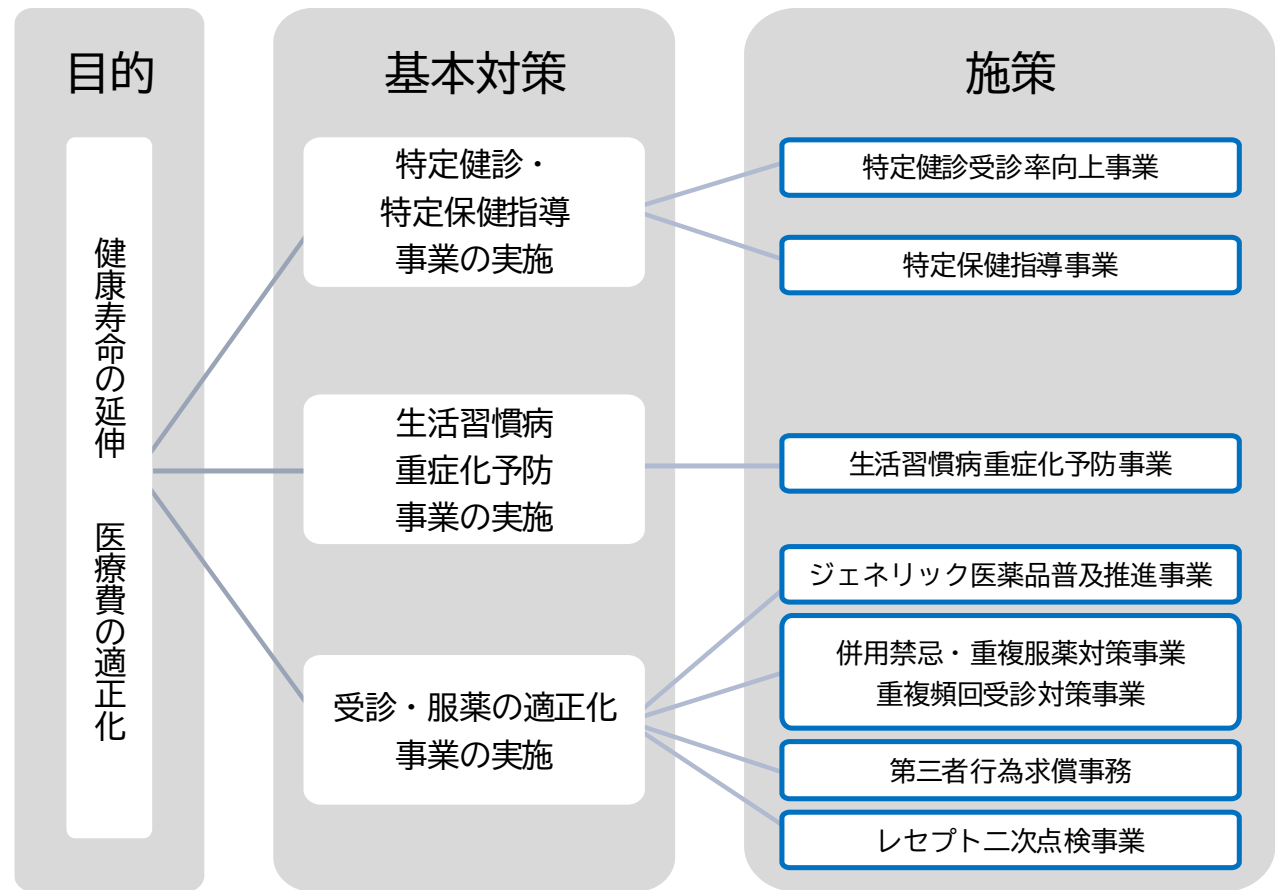 目的
基本対策
施策
健康寿命の延伸　医療費の適正化
特定健診・
特定保健指導
事業の実施
特定健診受診率向上事業
特定保健指導事業
生活習慣病
重症化予防
事業の実施
生活習慣病重症化予防事業
受診・服薬の適正化
事業の実施
ジェネリック医薬品普及推進事業
併用禁忌・重複服薬対策事業
重複頻回受診対策事業
第三者行為求償事務
レセプト二次点検事業